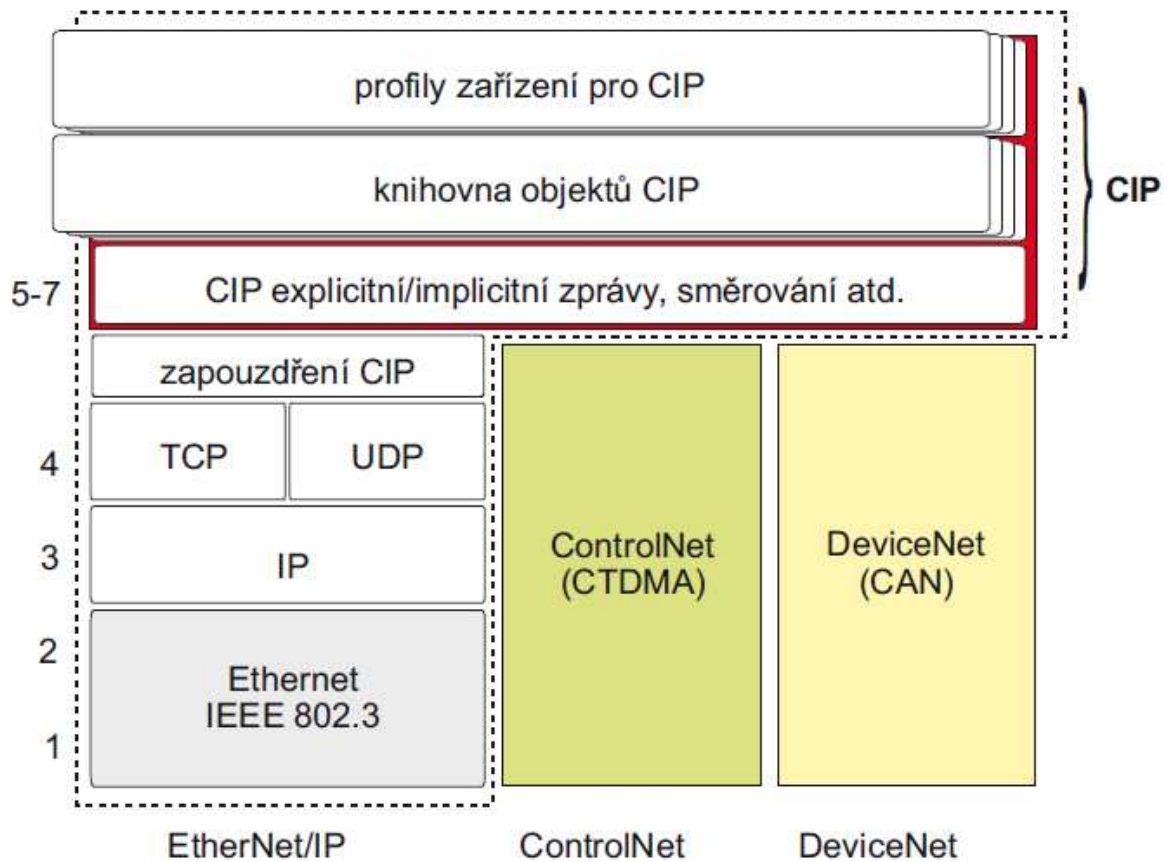 profily zařízení pro CIP
knihovna objektů CIP
CIP
5-7
CIP explicitní/implicitní zprávy, směrování atd.
zapouzdření CIP
4
TCP
UDP
3
IP
ControlNet
(CTDMA)
DeviceNet
(CAN)
2
Ethernet
IEEE 802.3
1
EtherNet/IP
ControlNet
DeviceNet